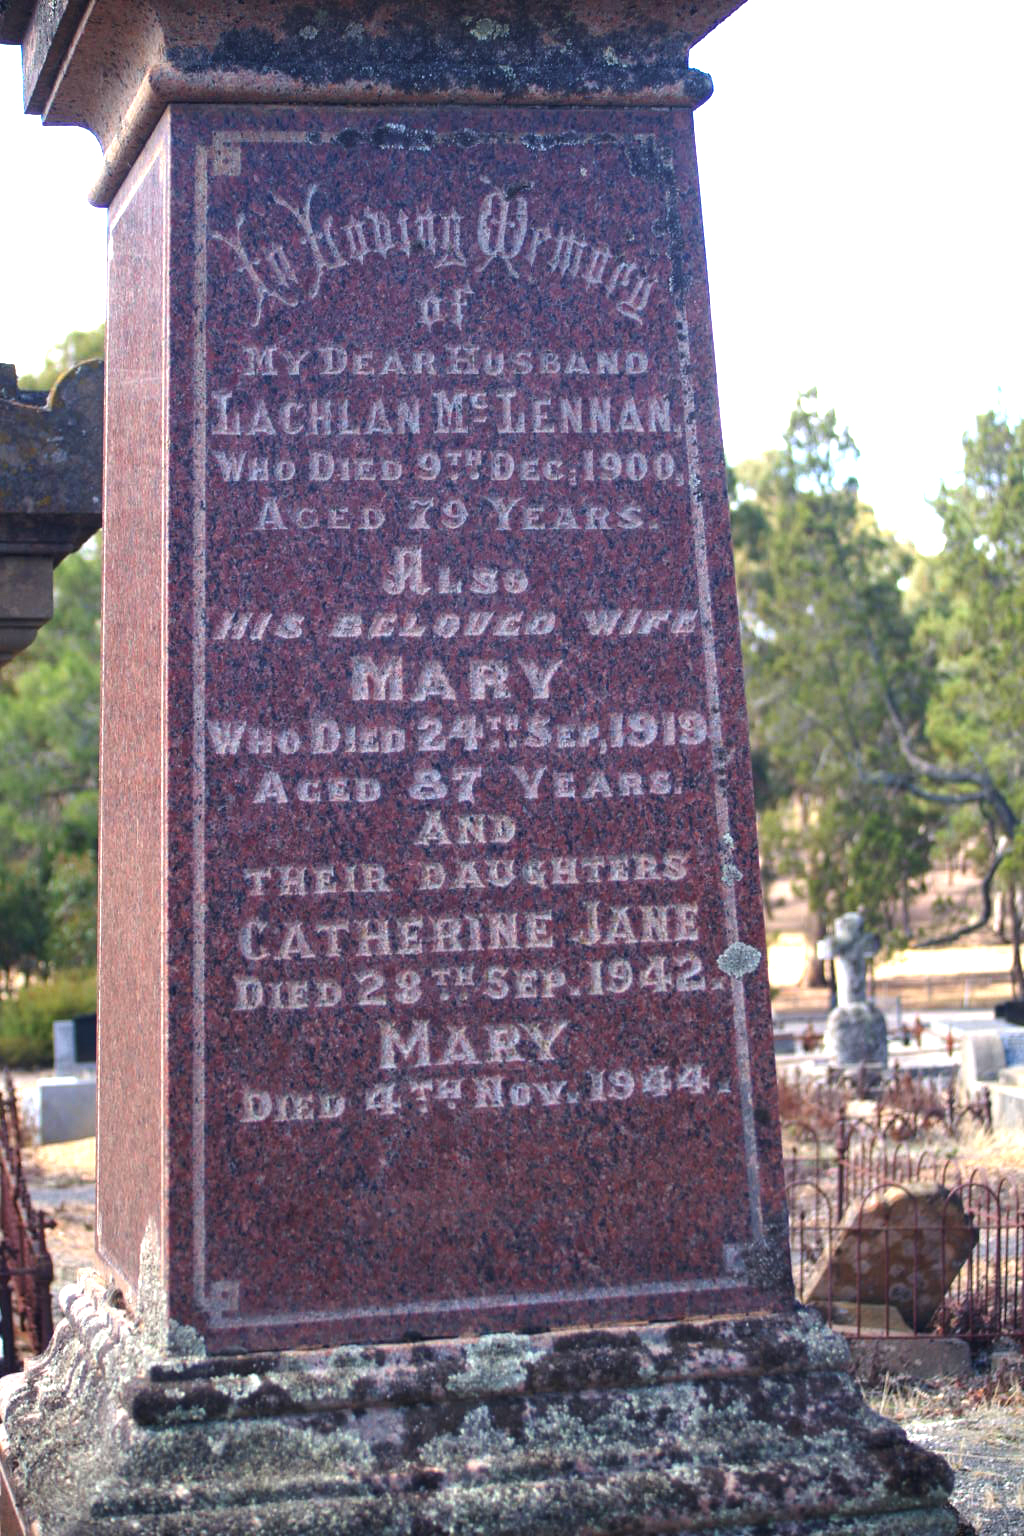 In Loving Memory
of
MY DEAR HUSBAND
LACHLAN Mc LENNAN.
WHO DIED 9TH DEC, 1900,
AGED 79 YEARS.
ALSO
HIS BELOVED WIFE
MARY
WHO DIED 24TH SEP, 1919
AGED 87 YEARS.
AND
THEIR DAUGHTERS
CATHERINE JANE
DIED 28TH SEP. 1942.
MARY
DIED 4TH NOV. 1944.